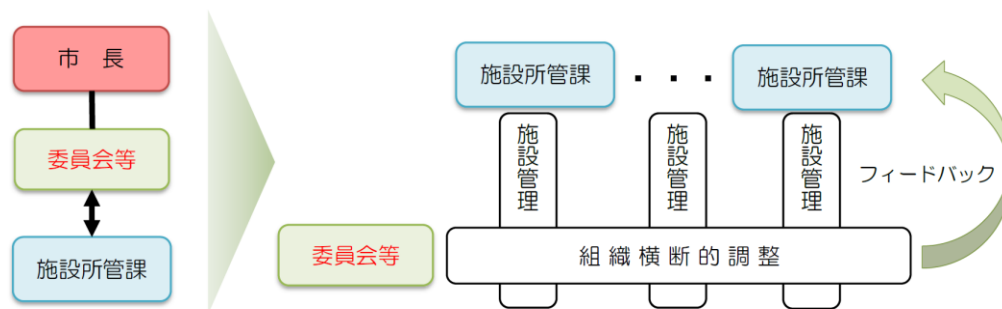 市　長
委員会等
施設所管課
施設所管課
・・・
施設所管課
施設管理
施設管理
施設管理
フィードバック
委員会等
組織横断的調整